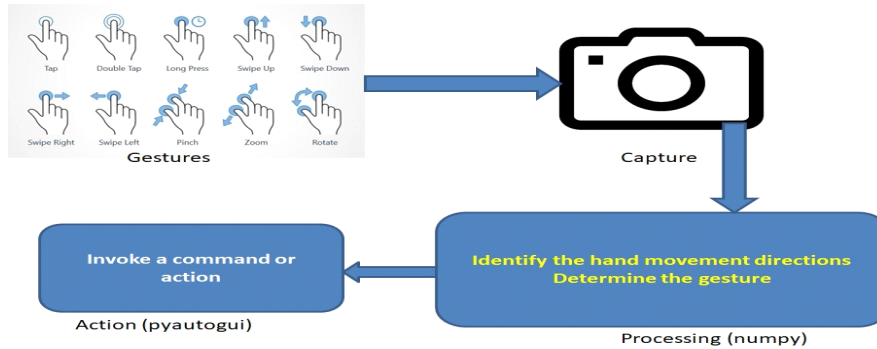 Tap Double Tap Long Press Swipe Up Swipe Down
Swipe Right Swipe Left Pinch Zoom Rotate
Gestures
Capture
Identify the hand movement directions
Determine the gesture
Processing (numpy)
Invoke a command or
action
Action (pyautogui)